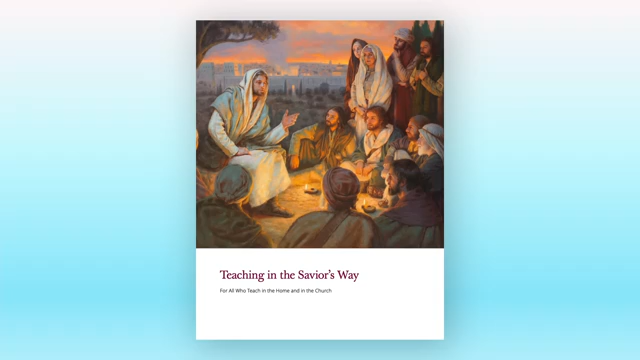 Teaching in the Savior’s Way
For All Who Teach in the Home and in the Church